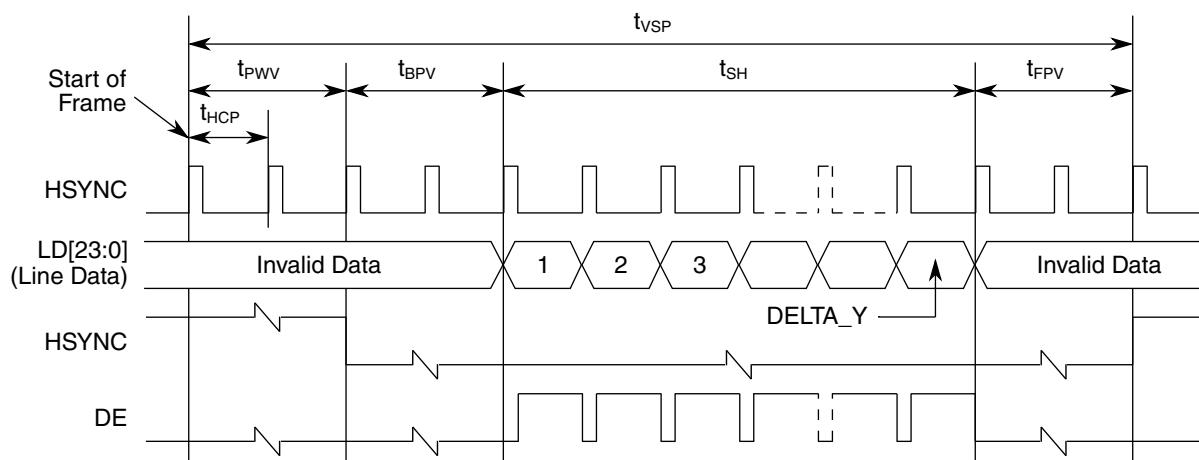 tVSP
tPWV tBPV tSH tFPV
Start of
Frame
tHCP
HSYNC
LD[23:0]
(Line Data)
Invalid Data 1 2 3 Invalid Data
DELTA_Y
HSYNC
DE